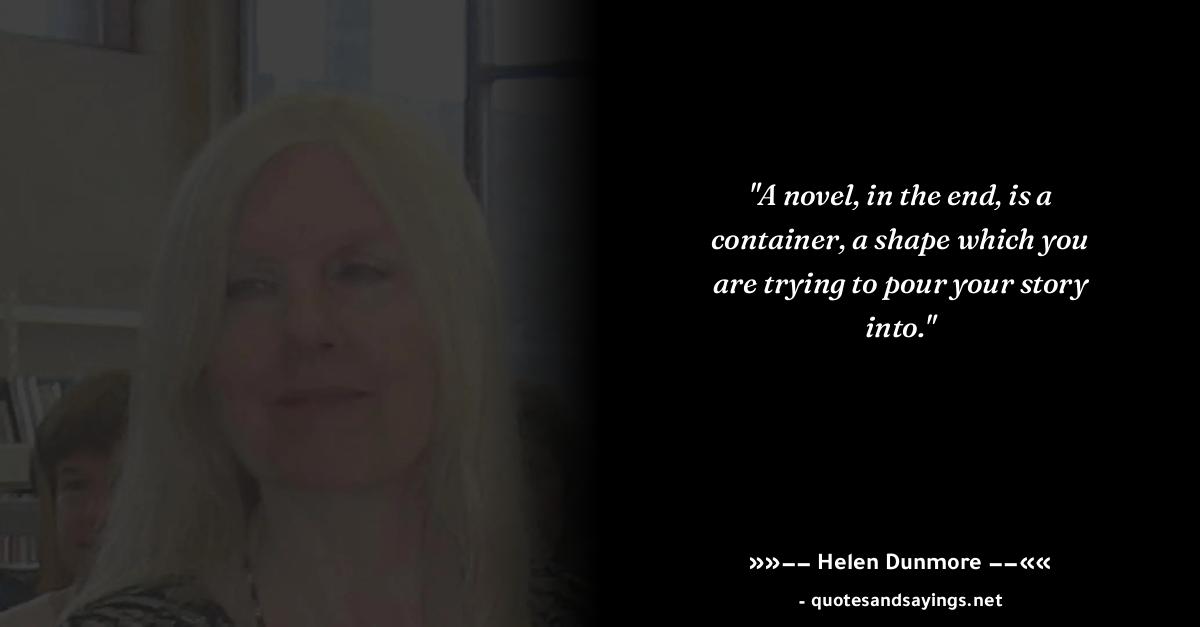 "A novel, in the end, is a
container, a shape which you
are trying to pour your story
into."
»»−− Helen Dunmore −−««
- quotesandsayings.net